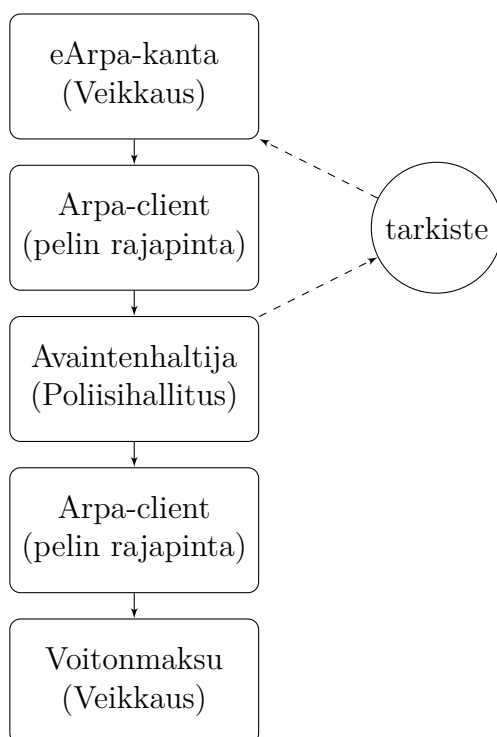 eArpa-kanta
(Veikkaus)
Arpa-client
(pelin rajapinta)
tarkiste
Avaintenhaltija
(Poliisihallitus)
Arpa-client
(pelin rajapinta)
Voitonmaksu
(Veikkaus)